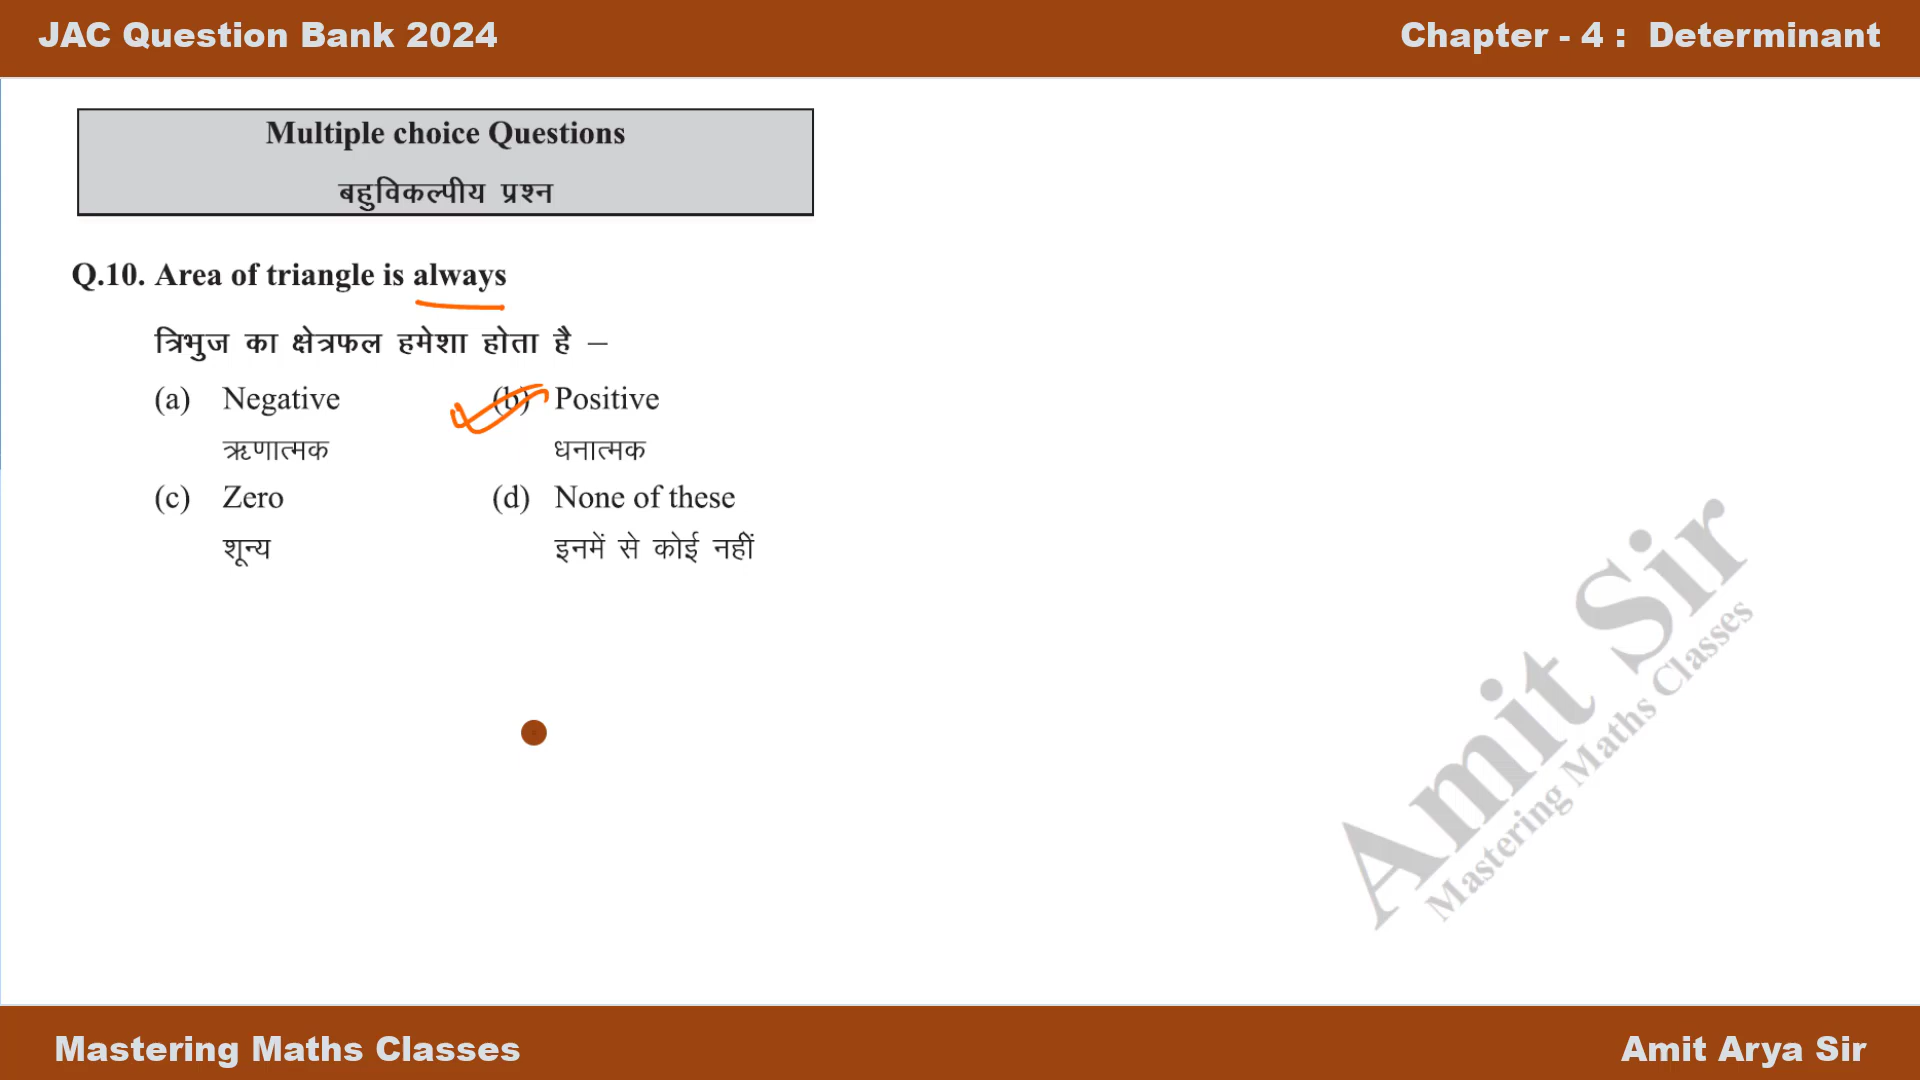 JAC Question Bank 2024
Chapter - 4 : Determinant
Multiple choice Questions
बहुविकल्पीय प्रश्न
Q.10. Area of triangle is always
त्रिभुज का क्षेत्रफल हमेशा होता है –
(a) Negative (b) Positive
ऋणात्मक धनात्मक
(c) Zero (d) None of these
शून्य इनमें से कोई नहीं
Amit Sir
Mastering Maths Classes
Mastering Maths Classes
Amit Arya Sir